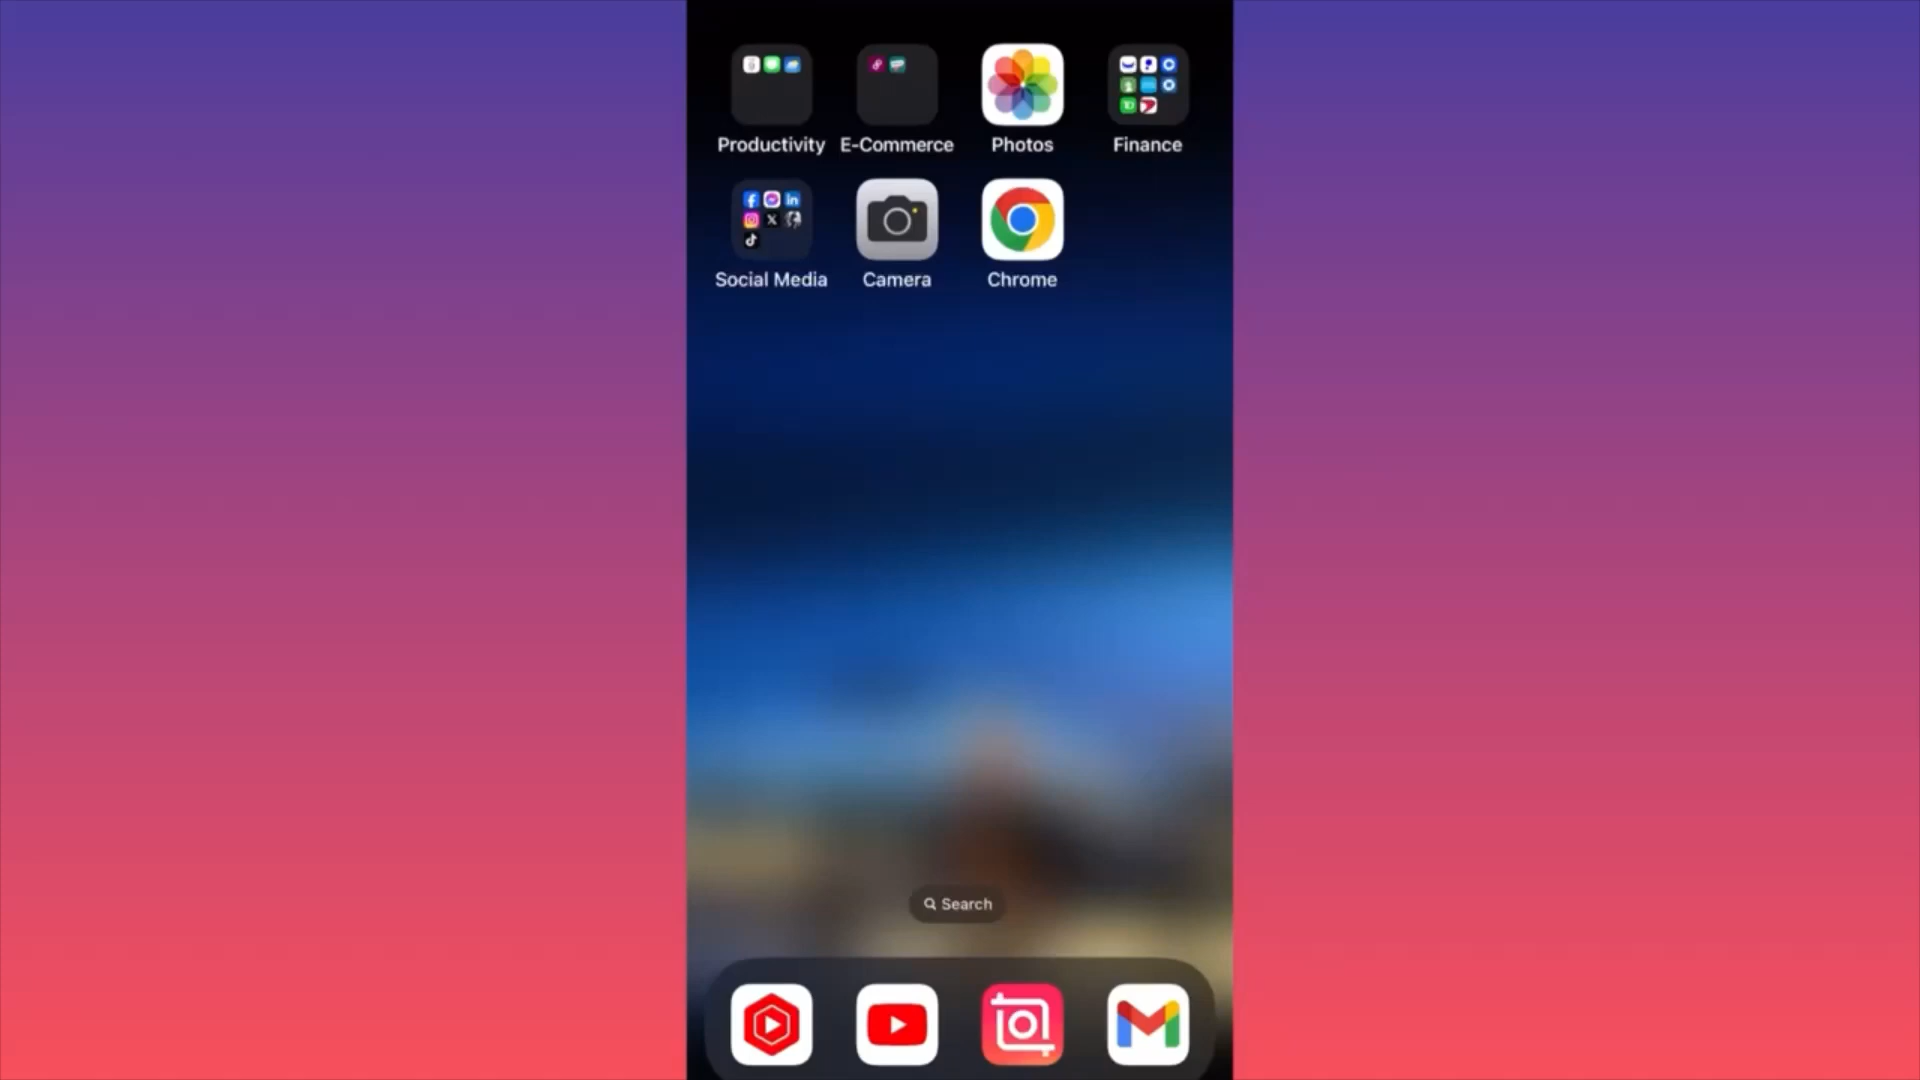 Productivity E-Commerce Photos Finance
Social Media Camera Chrome
Search